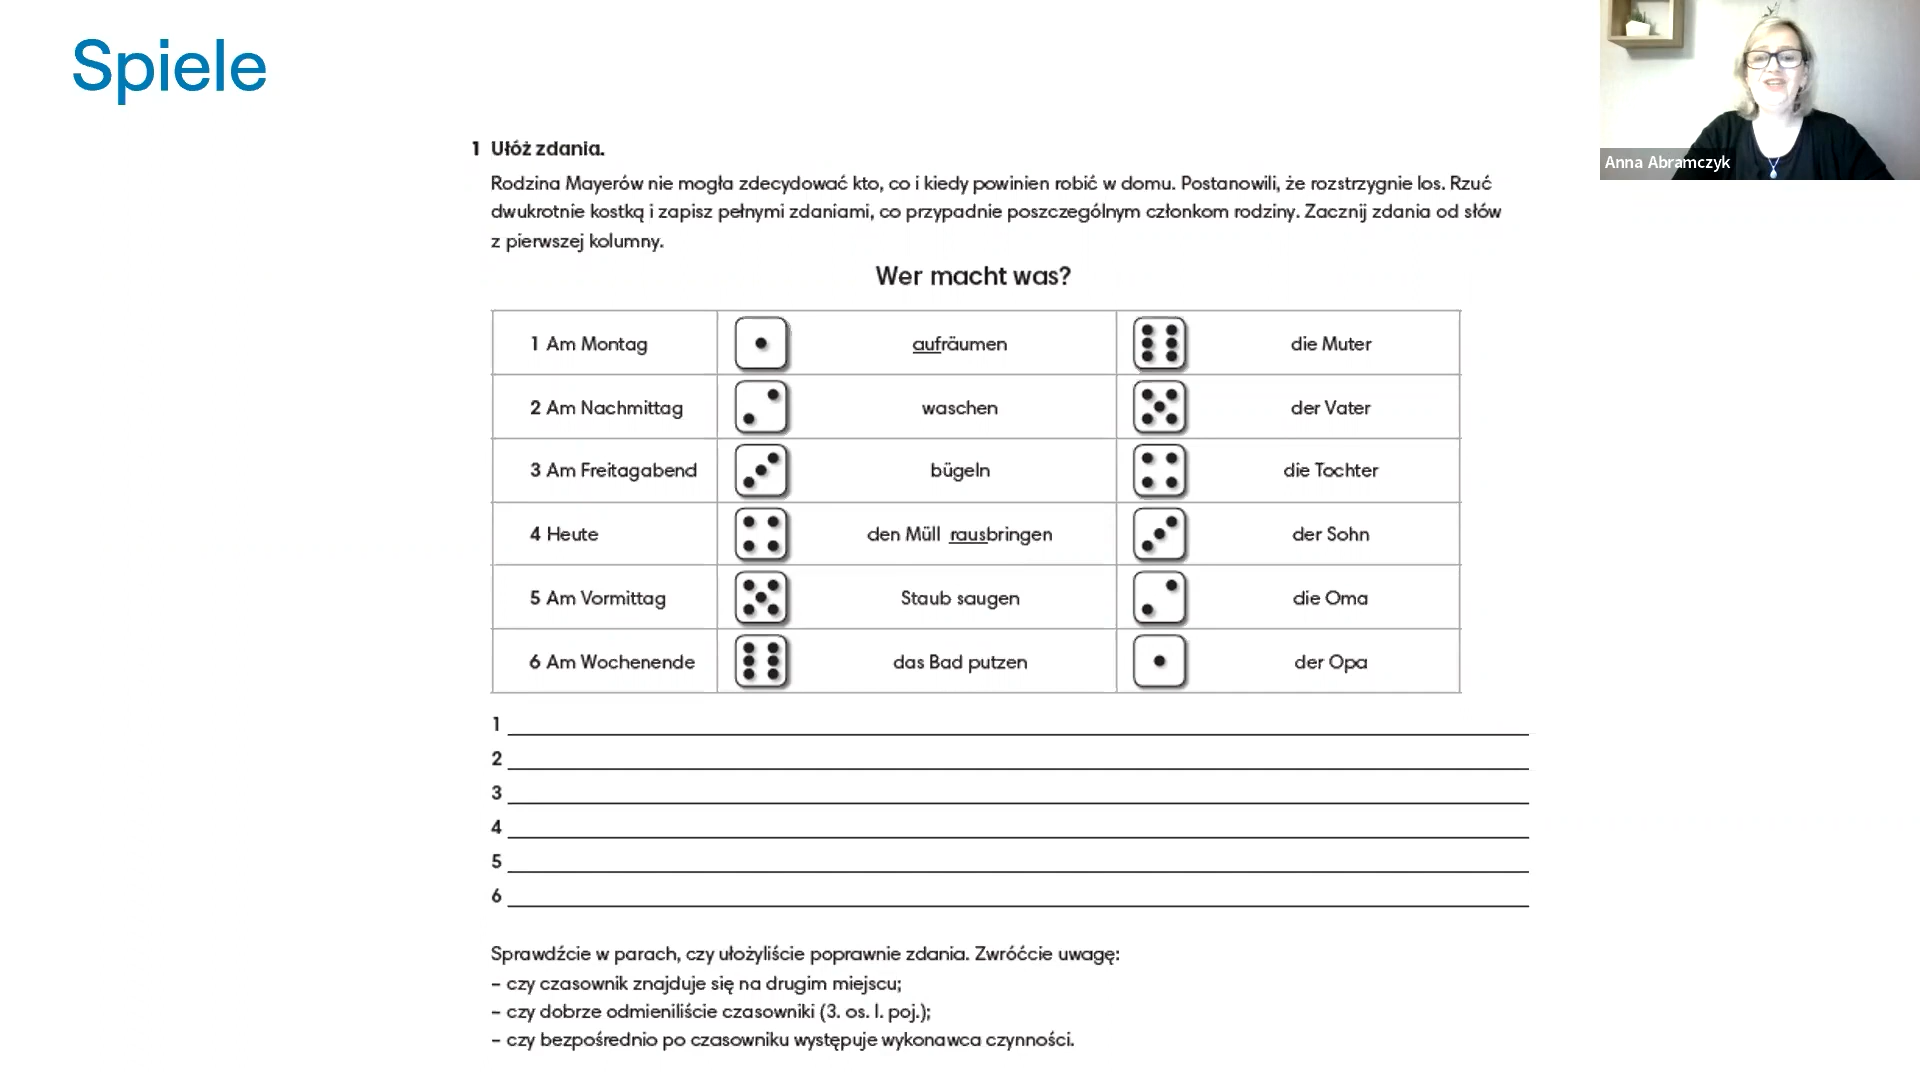 Spiele
Anna Abramczyk
1 Ułóż zdania.
Rodzina Mayerów nie mogła zdecydować kto, co i kiedy powinien robić w domu. Postanowili, że rozstrzygnie los. Rzuć
dwukrotnie kostką i zapisz pełnymi zdaniami, co przypadnie poszczególnym członkom rodziny. Zacznij zdania od słów
z pierwszej kolumny.
Wer macht was?
1 Am Montag aufräumen die Muter
2 Am Nachmittag waschen der Vater
3 Am Freitagabend bügeln die Tochter
4 Heute den Müll rausbringen der Sohn
5 Am Vormittag Staub saugen die Oma
6 Am Wochenende das Bad putzen der Opa
1
2
3
4
5
6
Sprawdźcie w parach, czy ułożyliście poprawnie zdania. Zwróćcie uwagę:
– czy czasownik znajduje się na drugim miejscu;
– czy dobrze odmieniliście czasowniki (3. os. l. poj.);
– czy bezpośrednio po czasowniku występuje wykonawca czynności.